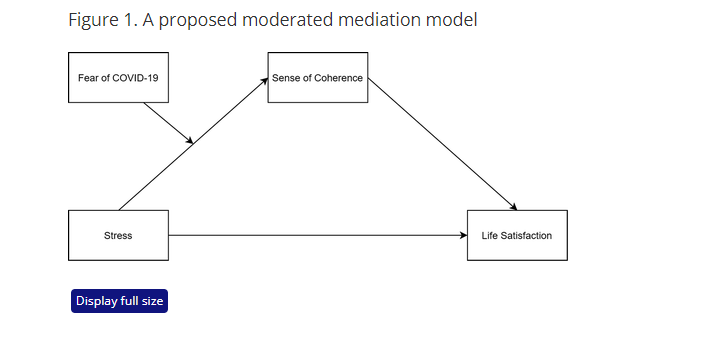 Figure 1. A proposed moderated mediation model
Fear of COVID-19
Sense of Coherence
Stress
Life Satisfaction
Display full size